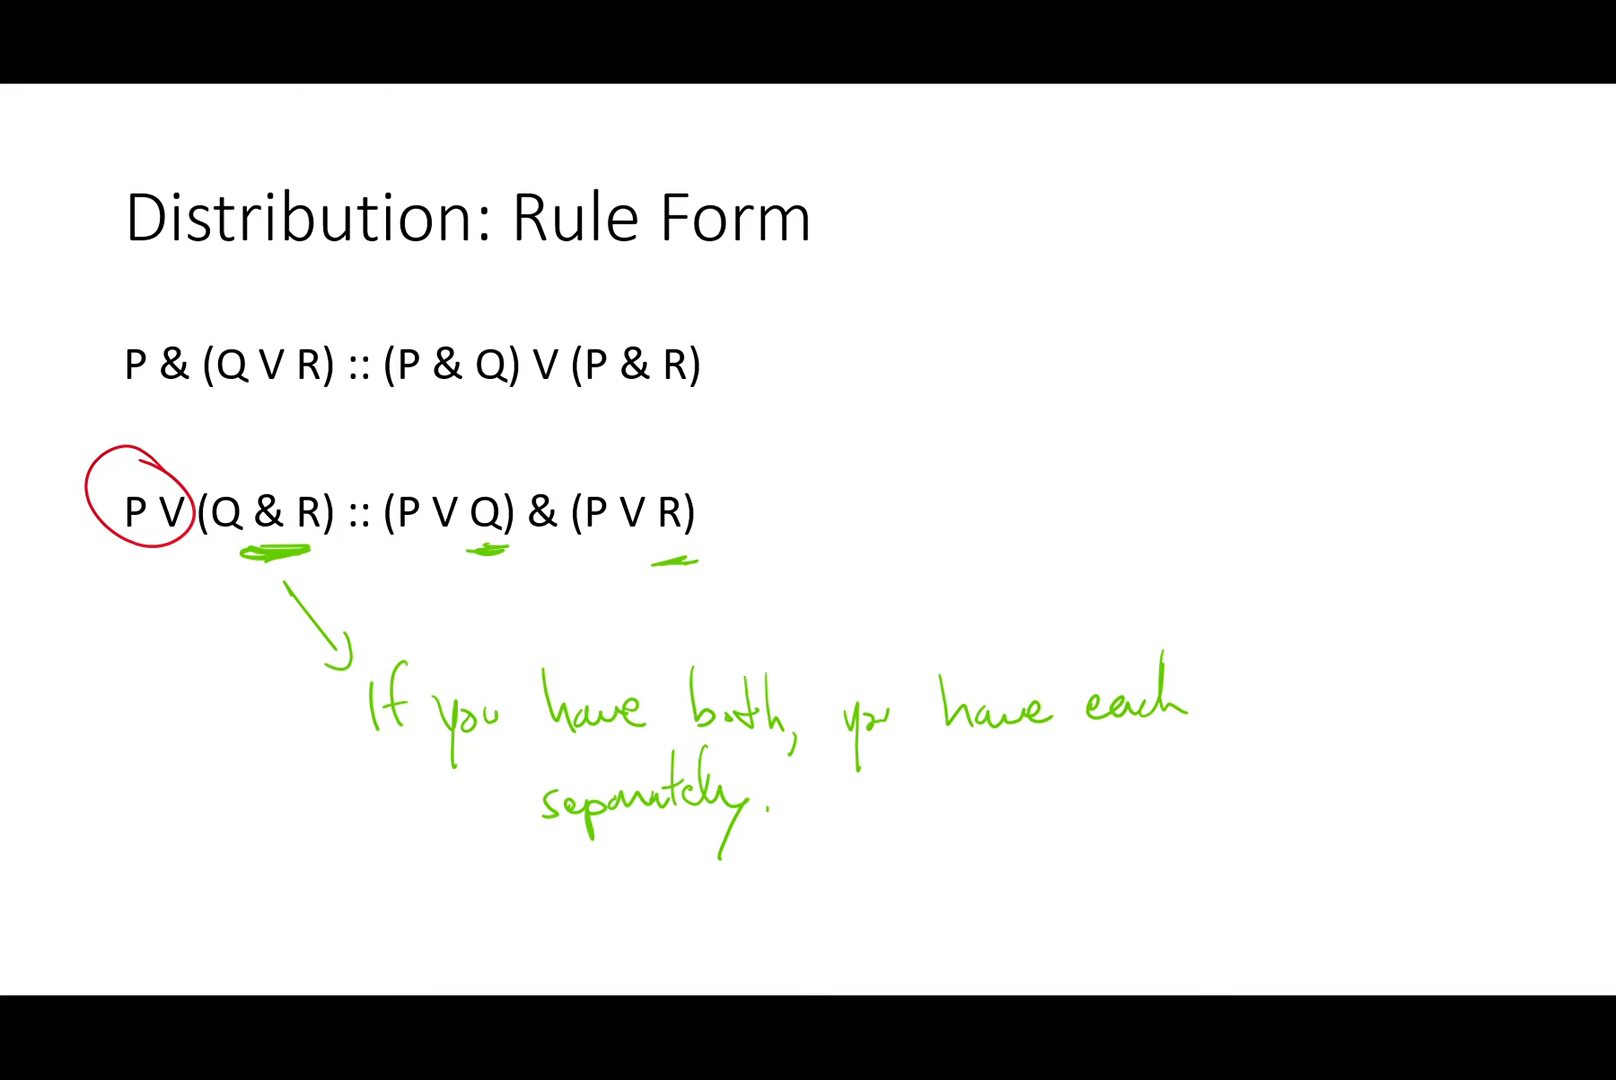 Distribution: Rule Form
P & (Q V R) :: (P & Q) V (P & R)
P V (Q & R) :: (P V Q) & (P V R)
If you have both, you have each
separately.